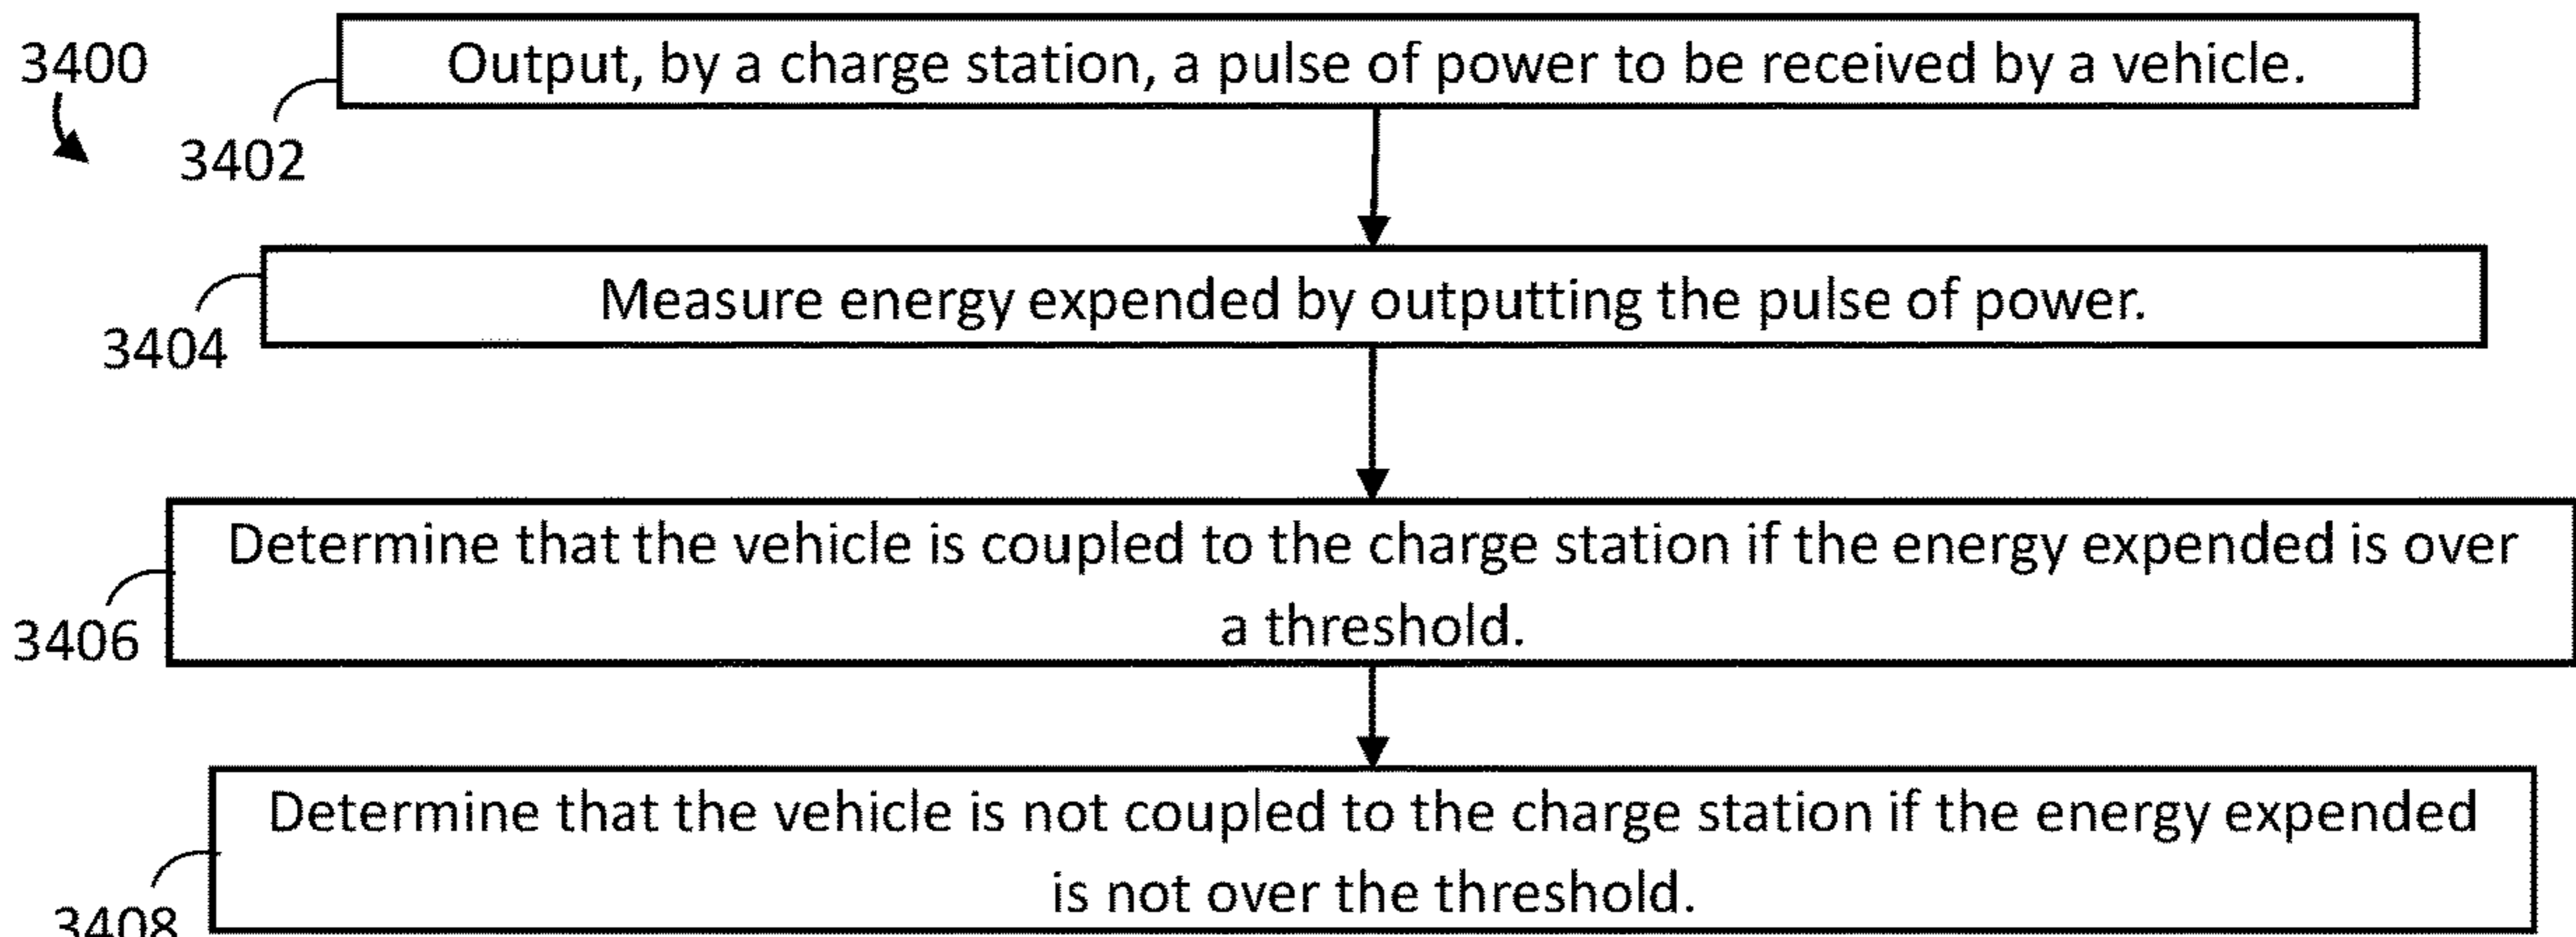 3400
Output, by a charge station, a pulse of power to be received by a vehicle.
3402
Measure energy expended by outputting the pulse of power.
3404
Determine that the vehicle is coupled to the charge station if the energy expended is over
a threshold.
3406
Determine that the vehicle is not coupled to the charge station if the energy expended
is not over the threshold.
3408